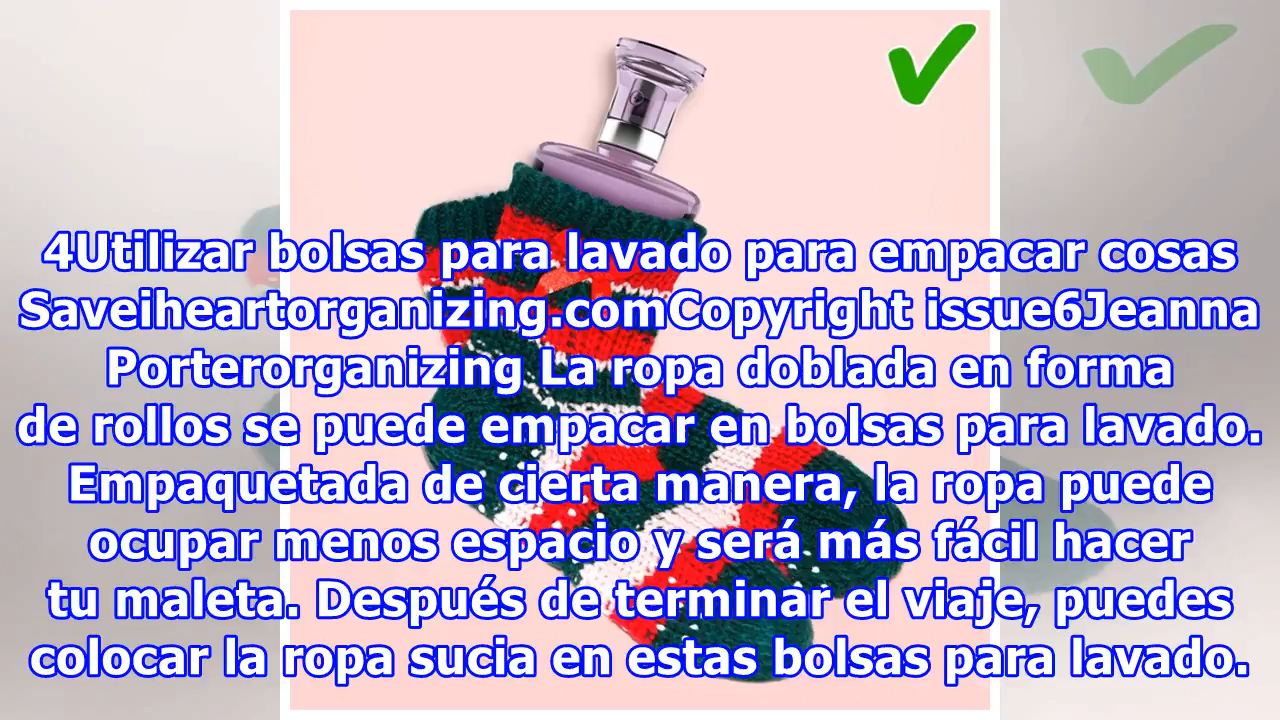 4Utilizar bolsas para lavado para empacar cosas
Saveiheartorganizing.comCopyright issue6Jeanna
Porterorganizing La ropa doblada en forma
de rollos se puede empacar en bolsas para lavado.
Empaquetada de cierta manera, la ropa puede
ocupar menos espacio y será más fácil hacer
tu maleta. Después de terminar el viaje, puedes
colocar la ropa sucia en estas bolsas para lavado.